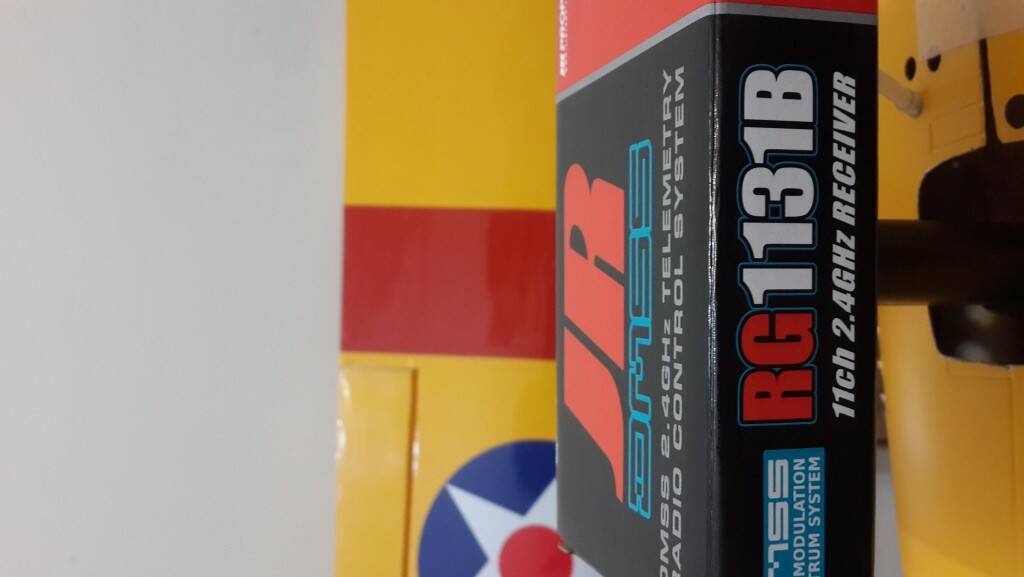 JR
DMSS
DMSS 2.4GHz TELEMETRY
RADIO CONTROL SYSTEM
RG1131B
11ch 2.4GHz RECEIVER
MODULATION
TRUM SYSTEM